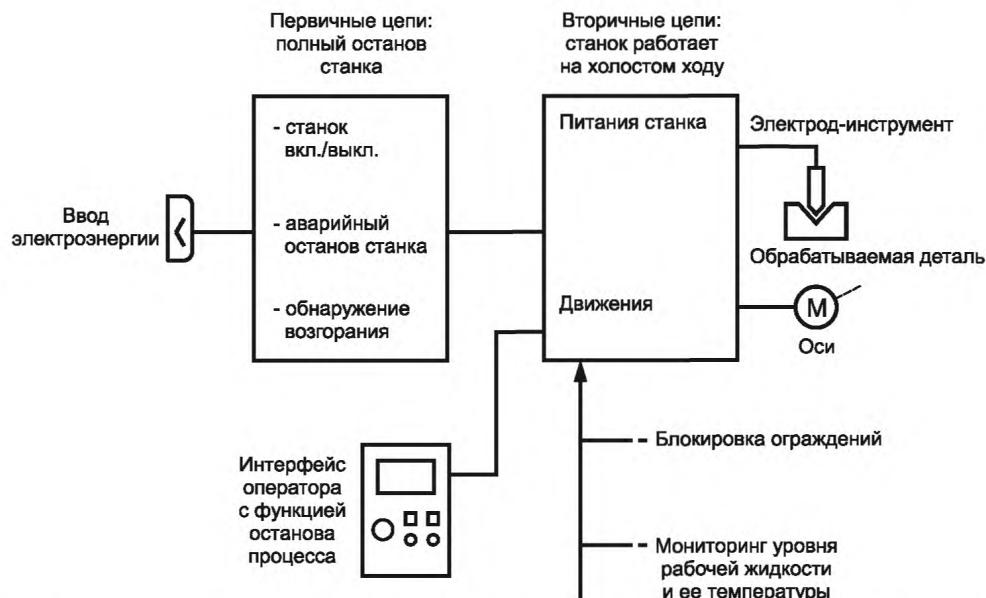 Первичные цепи:
полный останов
станка
Вторичные цепи:
станок работает
на холостом ходу
- станок
вкл./выкл.
- аварийный
останов станка
- обнаружение
возгорания
Питания станка
Движения
Электрод-инструмент
Обрабатываемая деталь
М
Оси
Ввод
электроэнергии
Интерфейс
оператора
с функцией
останова
процесса
Блокировка ограждений
Мониторинг уровня
рабочей жидкости
и ее температуры